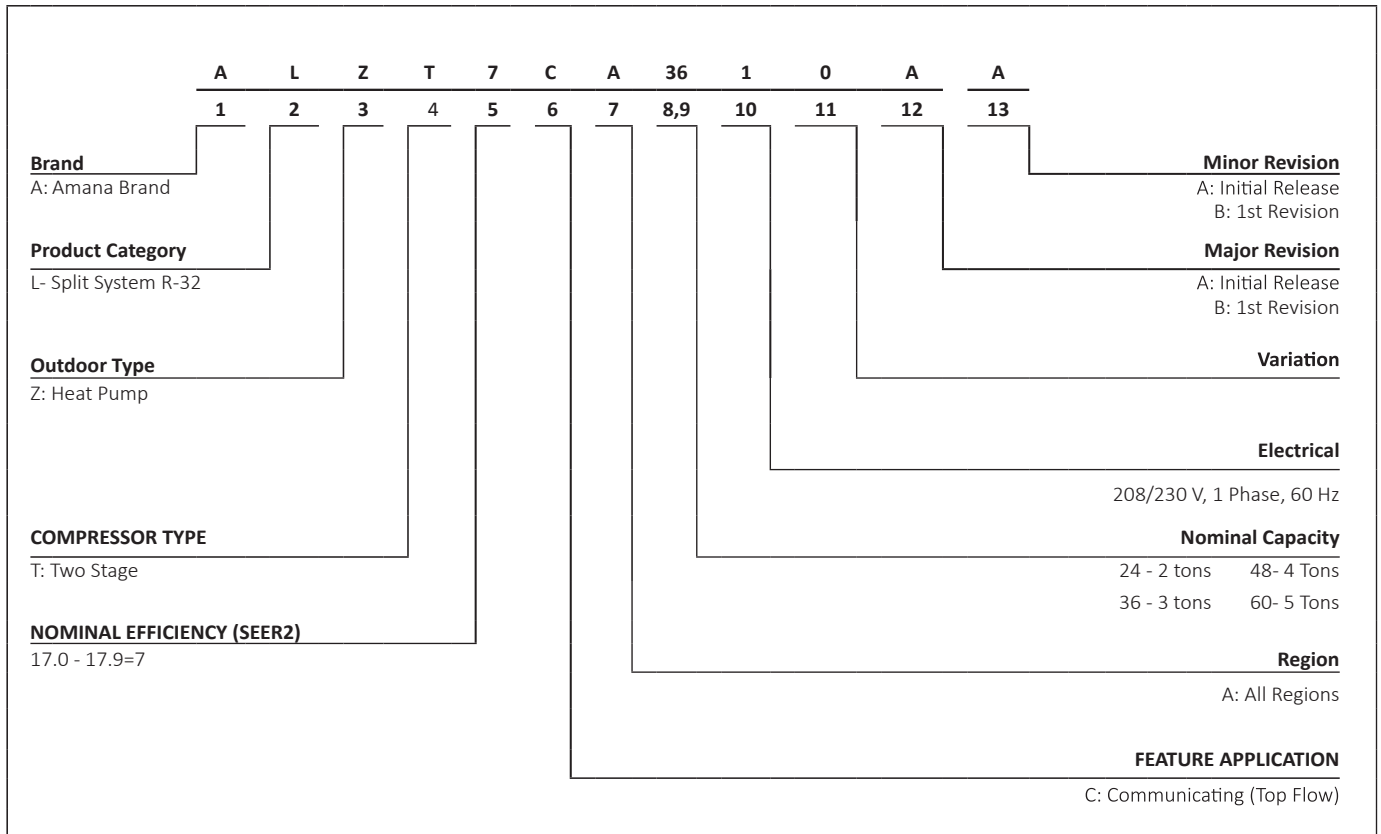 A L Z T 7 C A 36 1 0 A A
1 2 3 4 5 6 7 8,9 10 11 12 13
Brand
A: Amana Brand
Product Category
L- Split System R-32
Outdoor Type
Z: Heat Pump
COMPRESSOR TYPE
T: Two Stage
NOMINAL EFFICIENCY (SEER2)
17.0 - 17.9=7
Minor Revision
A: Initial Release
B: 1st Revision
Major Revision
A: Initial Release
B: 1st Revision
Variation
Electrical
208/230 V, 1 Phase, 60 Hz
Nominal Capacity
24 - 2 tons 48- 4 Tons
36 - 3 tons 60- 5 Tons
Region
A: All Regions
FEATURE APPLICATION
C: Communicating (Top Flow)